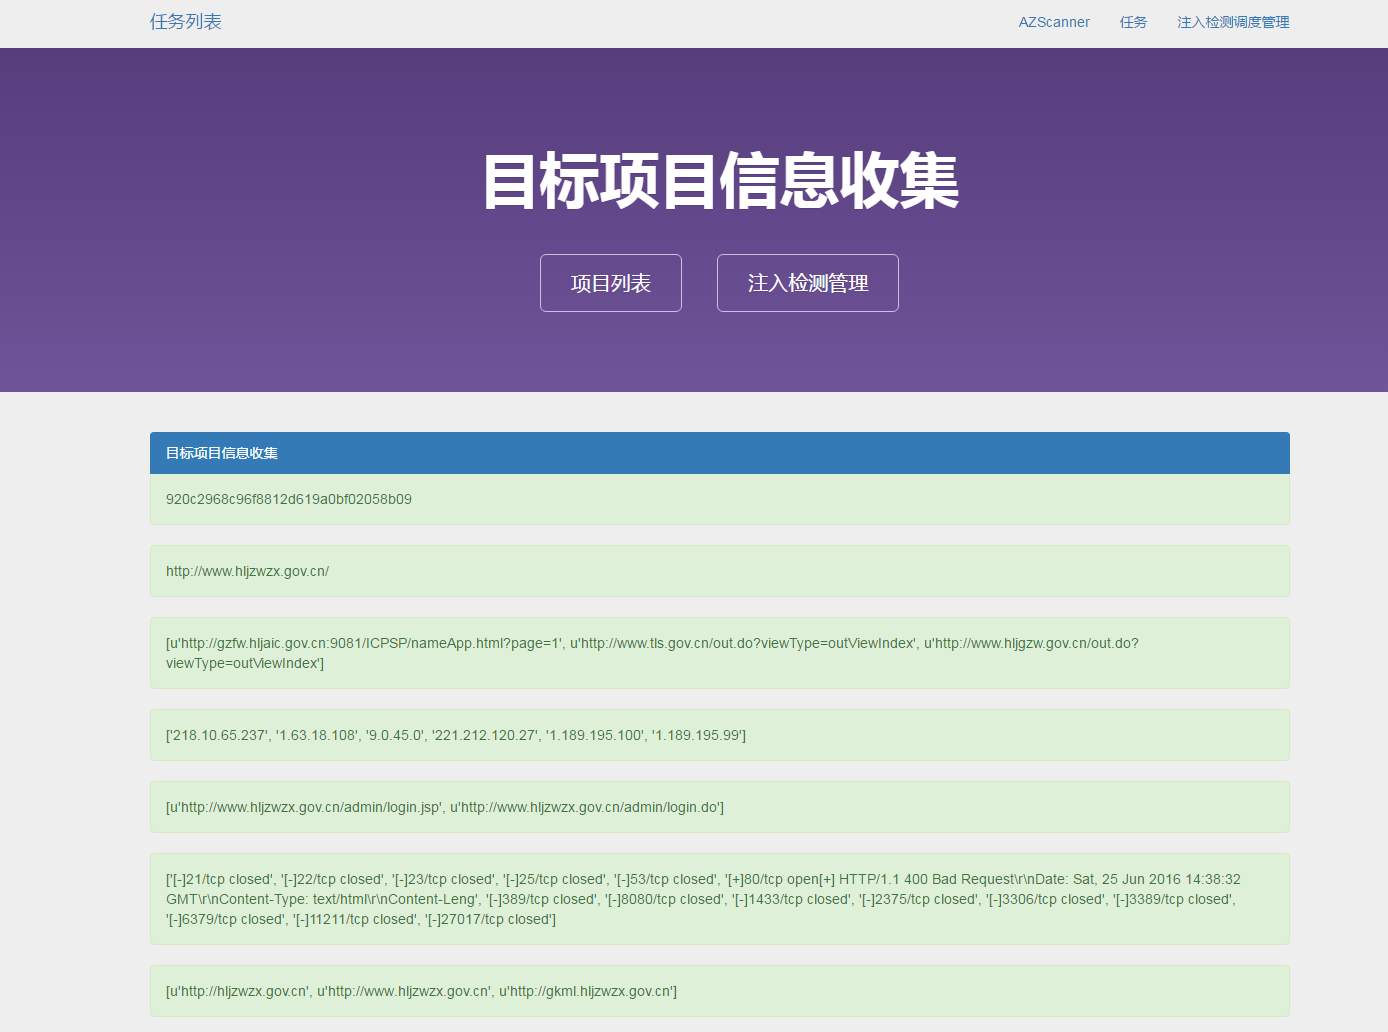 任务列表
AZScanner 任务 注入检测调度管理
目标项目信息收集
项目列表 注入检测管理
目标项目信息收集
920c2968c96f8812d619a0bf02058b09
http://www.hljzwzx.gov.cn/
[u'http://gzfw.hljaic.gov.cn:9081/ICPSP/nameApp.html?page=1', u'http://www.tls.gov.cn/out.do?viewType=outViewIndex', u'http://www.hljgzw.gov.cn/out.do?
viewType=outViewIndex']
['218.10.65.237', '1.63.18.108', '9.0.45.0', '221.212.120.27', '1.189.195.100', '1.189.195.99']
[u'http://www.hljzwzx.gov.cn/admin/login.jsp', u'http://www.hljzwzx.gov.cn/admin/login.do']
['[-]21/tcp closed', '[-]22/tcp closed', '[-]23/tcp closed', '[-]25/tcp closed', '[-]53/tcp closed', '[+]80/tcp open[+] HTTP/1.1 400 Bad Request\r\nDate: Sat, 25 Jun 2016 14:38:32
GMT\r\nContent-Type: text/html\r\nContent-Leng', '[-]389/tcp closed', '[-]8080/tcp closed', '[-]1433/tcp closed', '[-]2375/tcp closed', '[-]3306/tcp closed', '[-]3389/tcp closed',
'[-]6379/tcp closed', '[-]11211/tcp closed', '[-]27017/tcp closed']
[u'http://hljzwzx.gov.cn', u'http://www.hljzwzx.gov.cn', u'http://gkml.hljzwzx.gov.cn']